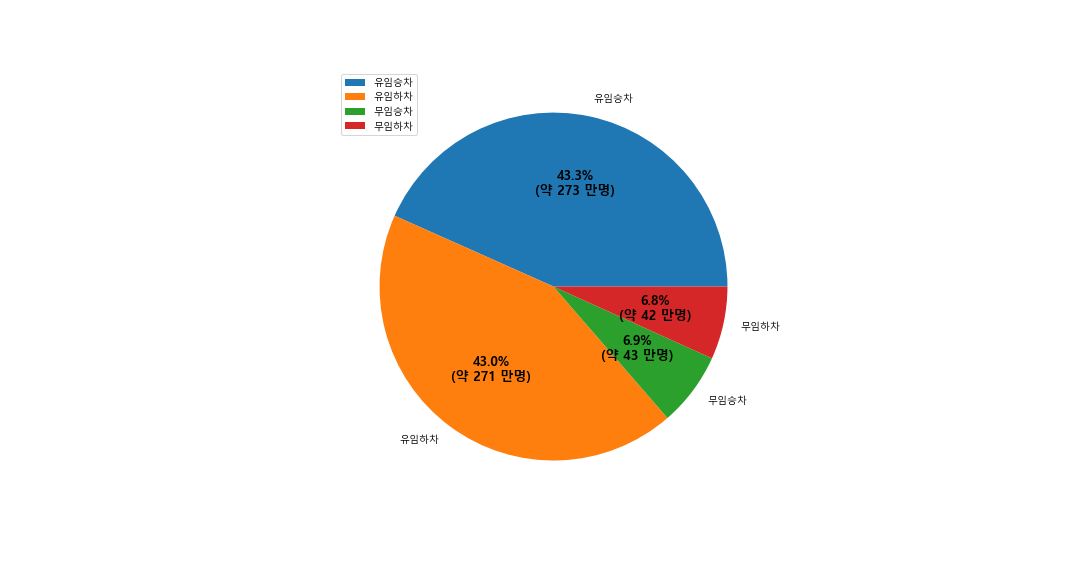 유임승차
유임하차
무임승차
무임하차
유임승차
43.3%
(약 273 만명)
43.0%
(약 271 만명)
유임하차
6.9%
(약 43 만명)
무임승차
6.8%
(약 42 만명)
무임하차